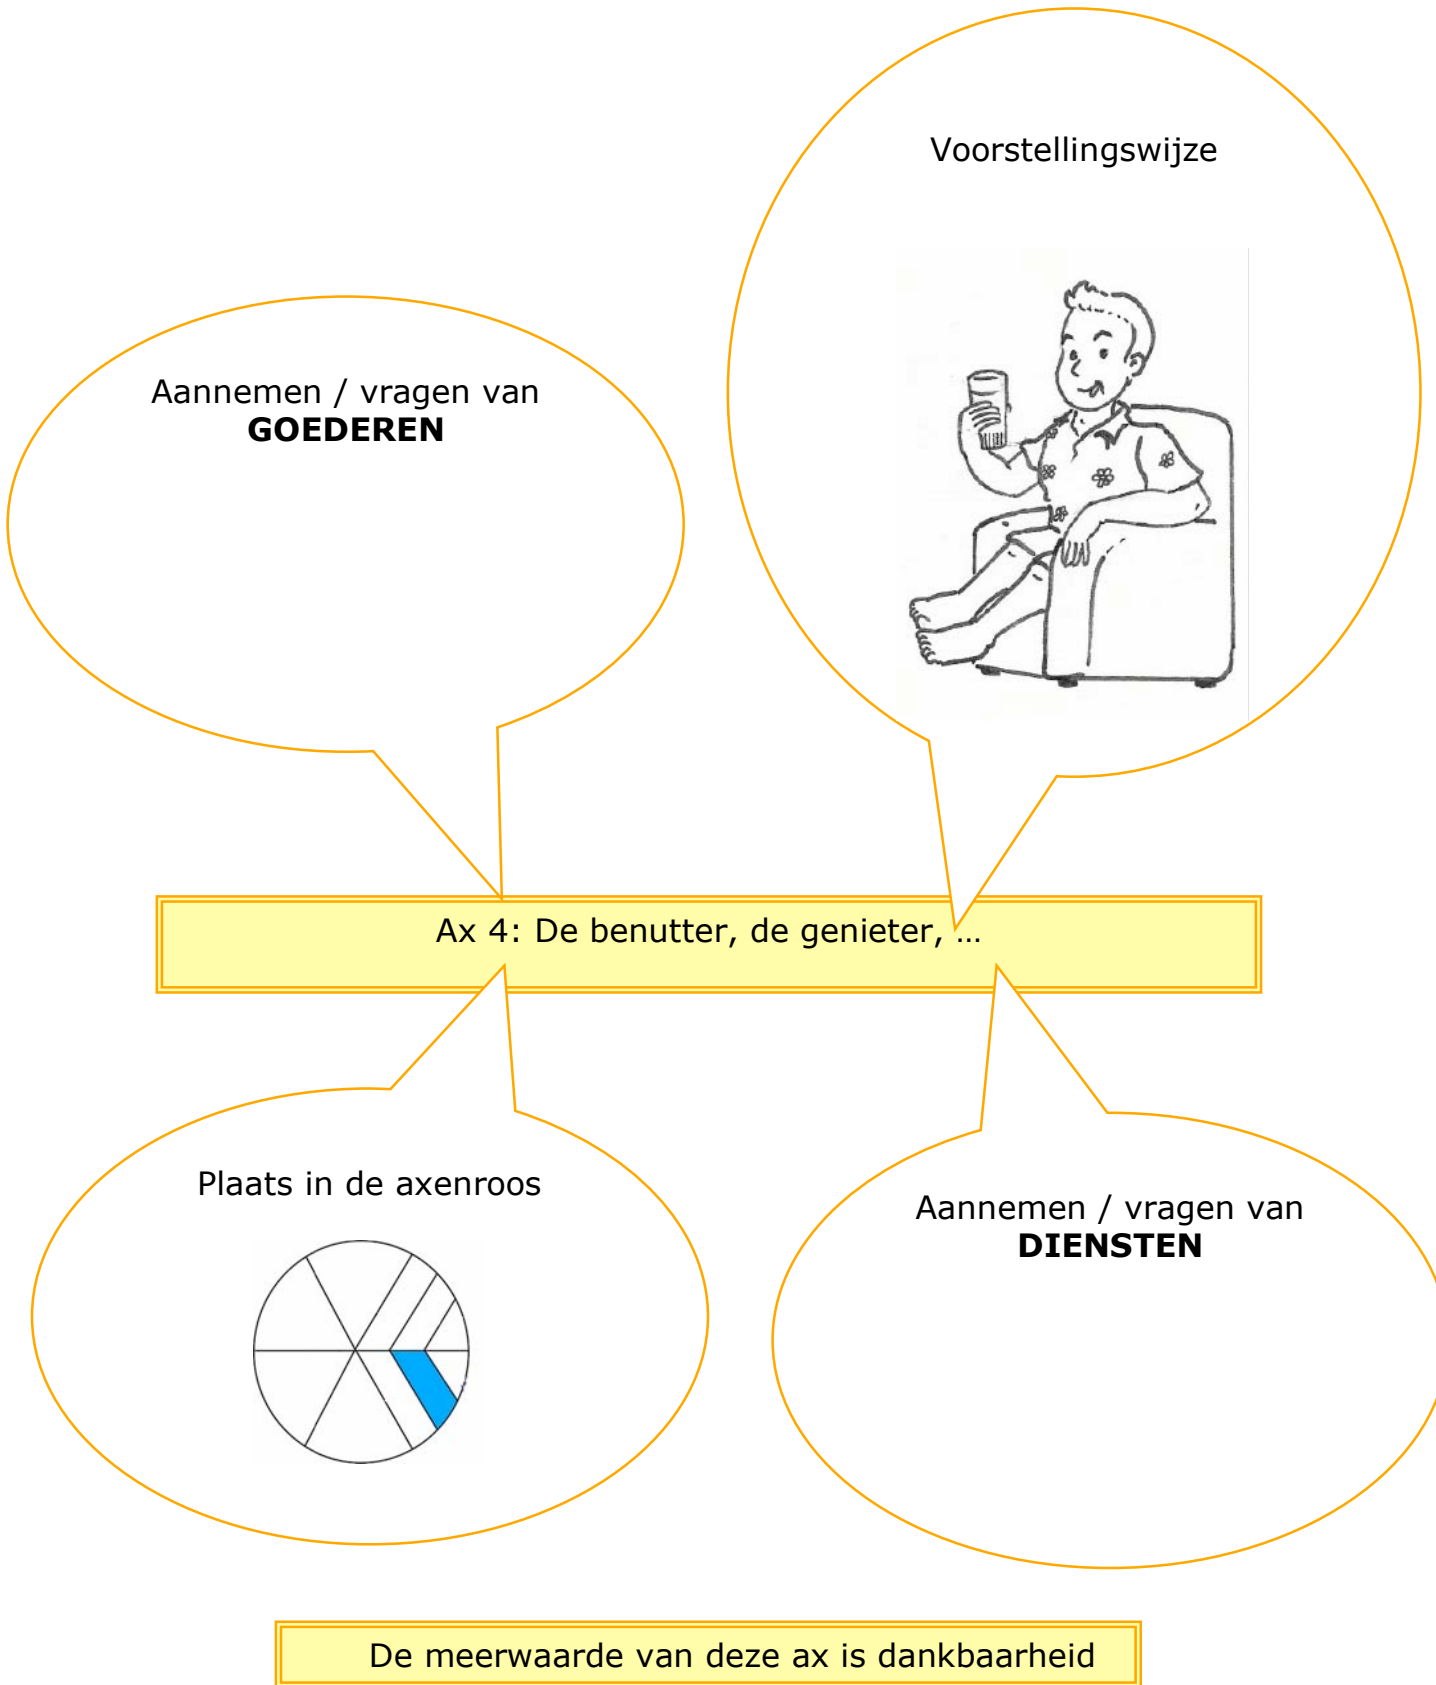 Voorstellingswijze
Aannemen / vragen van
GOEDEREN
Ax 4: De benutter, de genieter, …
Plaats in de axenroos
Aannemen / vragen van
DIENSTEN
De meerwaarde van deze ax is dankbaarheid